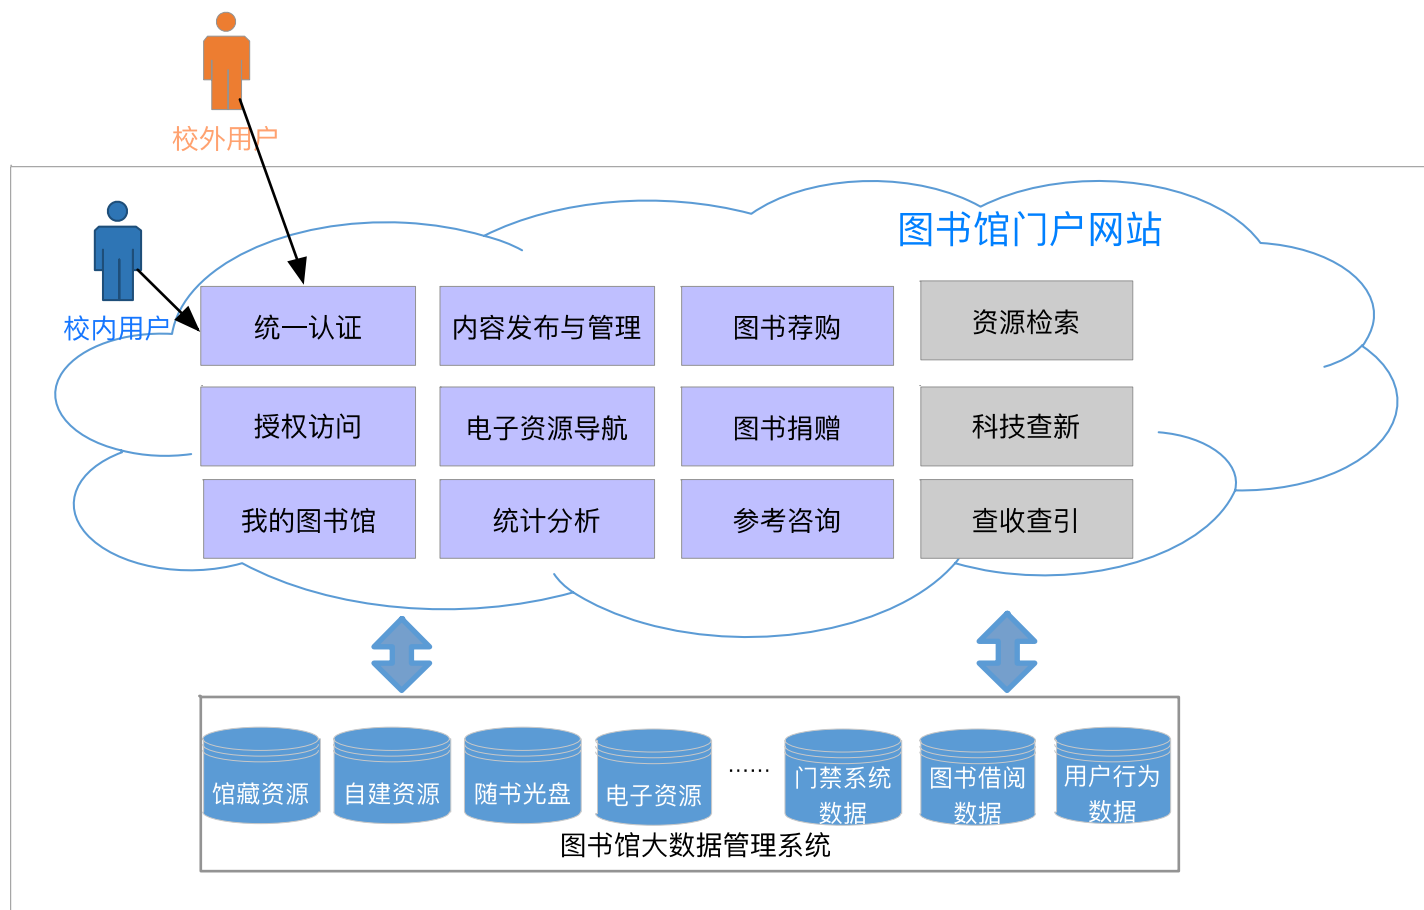 校外用户
图书馆门户网站
校内用户
统一认证
内容发布与管理
图书荐购
资源检索
授权访问
电子资源导航
图书捐赠
科技查新
我的图书馆
统计分析
参考咨询
查收查引
馆藏资源
自建资源
随书光盘
电子资源
······
门禁系统
数据
图书借阅
数据
用户行为
数据
图书馆大数据管理系统